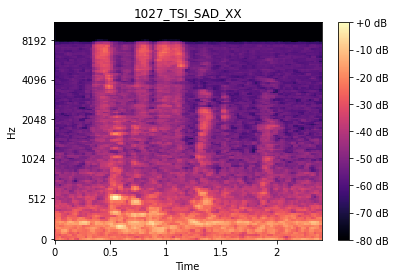 1027_TSI_SAD_XX
+0 dB
8192
-10 dB
4096
-20 dB
-30 dB
Hz
2048
-40 dB
1024
-50 dB
512
-60 dB
-70 dB
0
-80 dB
0 0.5 1 1.5 2
Time